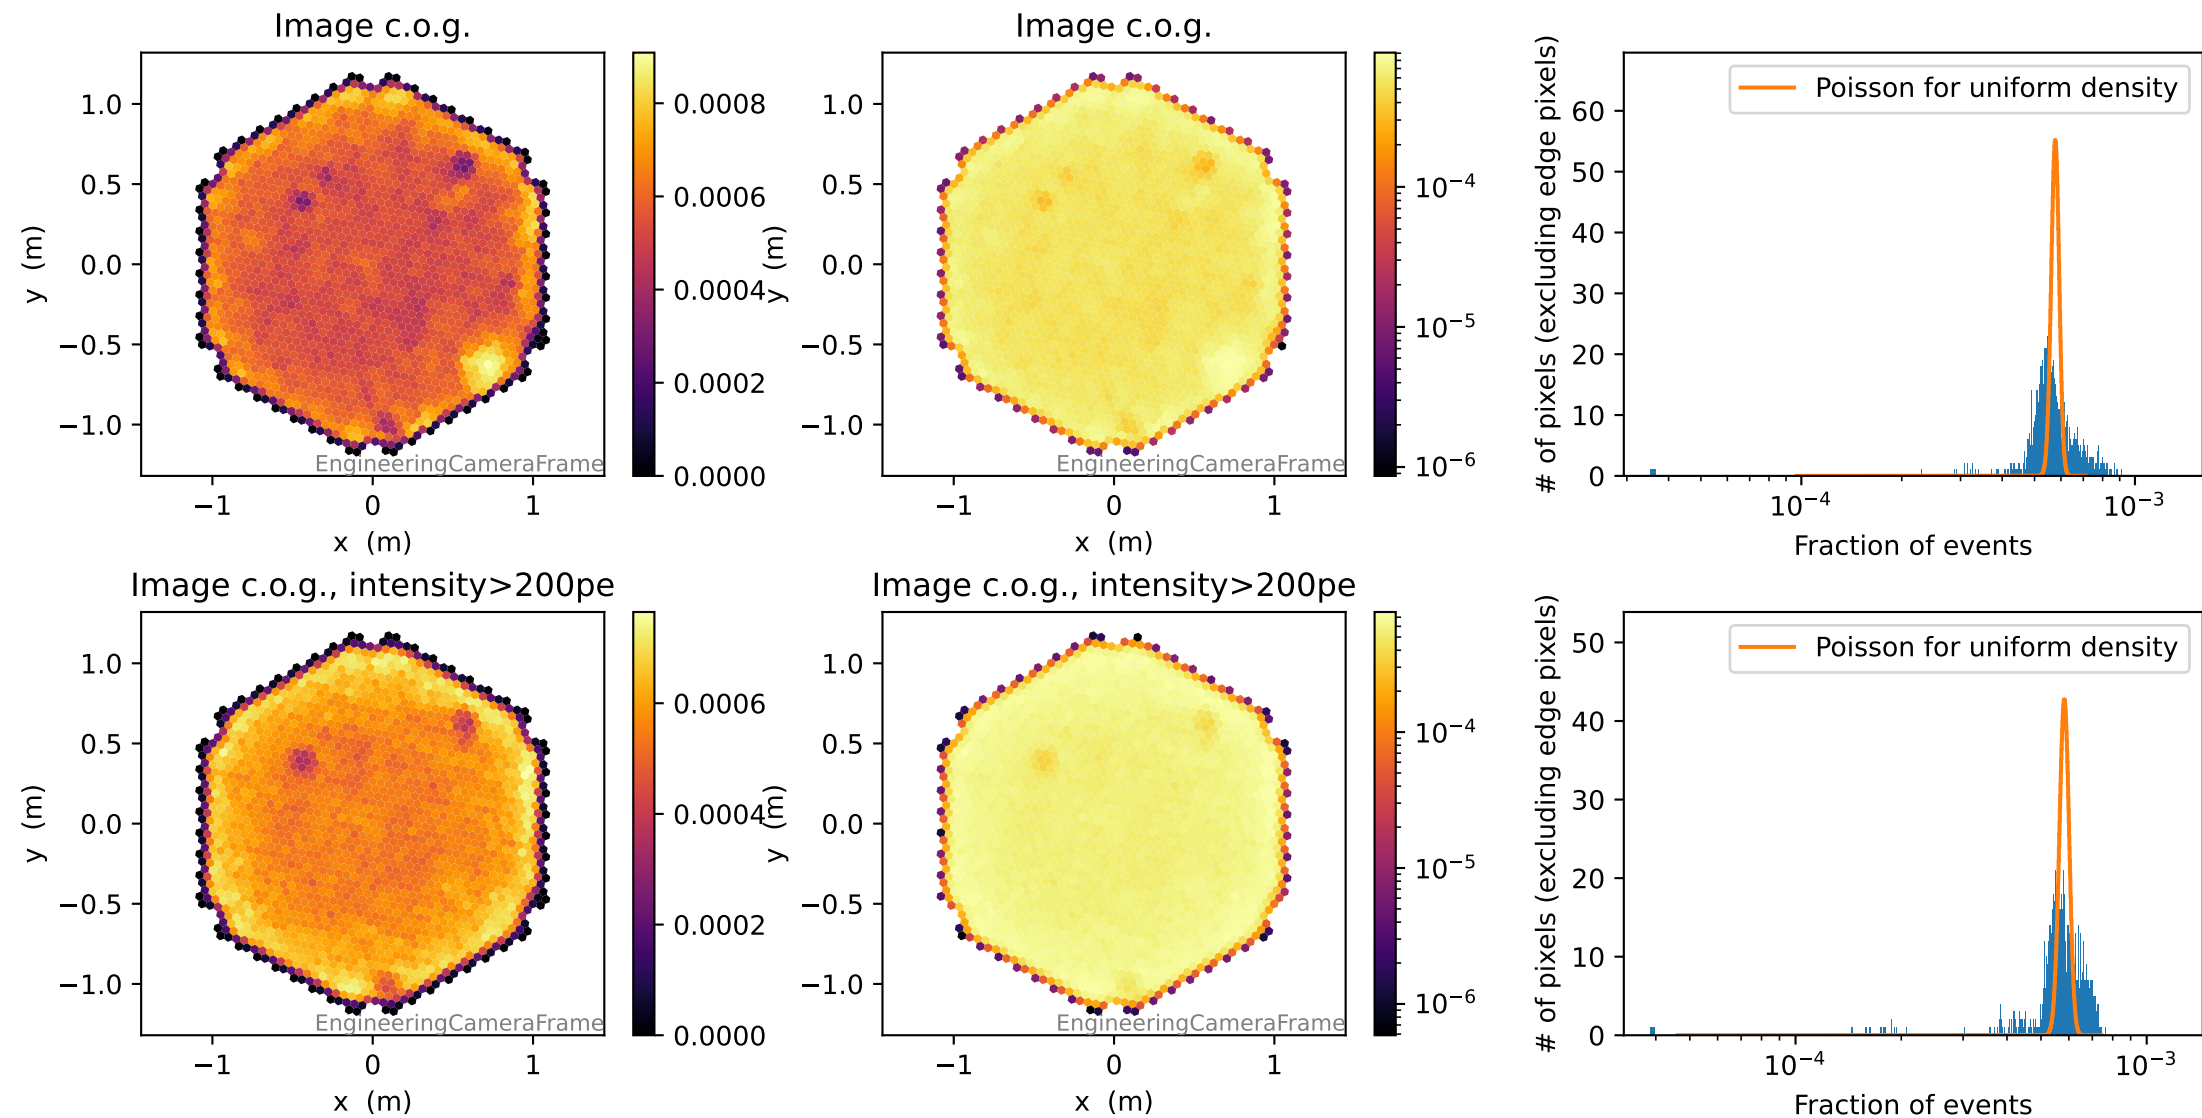 Image c.o.g.
1.0
0.5
0.0
−0.5
−1.0
y (m)
−1
0
1
x (m)
EngineeringCameraFrame
0.0008
0.0006
0.0004
0.0002
0.0000
Image c.o.g.
1.0
0.5
0.0
−0.5
−1.0
y (m)
−1
0
1
x (m)
EngineeringCameraFrame
10⁻⁴
10⁻⁵
10⁻⁶
Poisson for uniform density
60
50
40
30
20
10
0
# of pixels (excluding edge pixels)
10⁻⁴
10⁻³
Fraction of events
Image c.o.g., intensity>200pe
1.0
0.5
0.0
−0.5
−1.0
y (m)
−1
0
1
x (m)
EngineeringCameraFrame
0.0006
0.0004
0.0002
0.0000
Image c.o.g., intensity>200pe
1.0
0.5
0.0
−0.5
−1.0
y (m)
−1
0
1
x (m)
EngineeringCameraFrame
10⁻⁴
10⁻⁵
10⁻⁶
Poisson for uniform density
50
40
30
20
10
0
# of pixels (excluding edge pixels)
10⁻⁴
10⁻³
Fraction of events